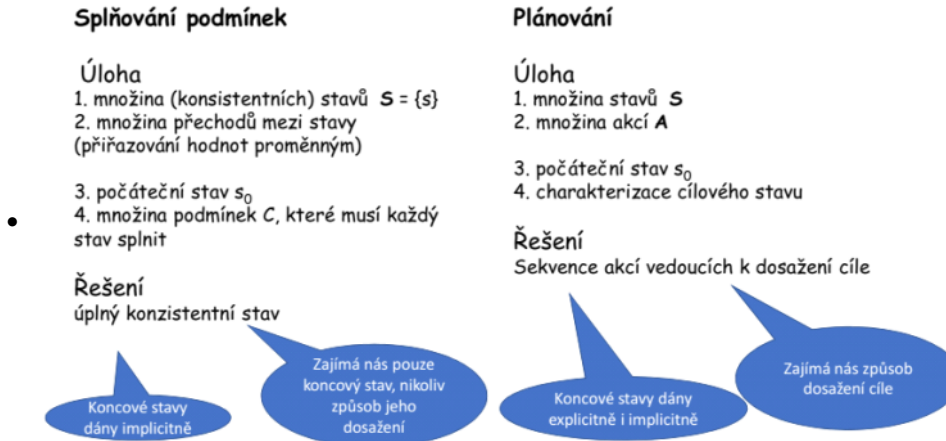 Splňování podmínek
Úloha
1. množina (konsistentních) stavů S = {s}
2. množina přechodů mezi stavy
(přiřazování hodnot proměnným)
3. počáteční stav s₀
4. množina podmínek C, které musí každý
stav splnit
Řešení
úplný konzistentní stav
Koncové stavy
dány implicitně
Zajímá nás pouze
koncový stav, nikoliv
způsob jeho
dosažení
Plánování
Úloha
1. množina stavů S
2. množina akcí A
3. počáteční stav s₀
4. charakterizace cílového stavu
Řešení
Sekvence akcí vedoucích k dosažení cíle
Koncové stavy dány
explicitně i implicitně
Zajímá nás způsob
dosažení cíle